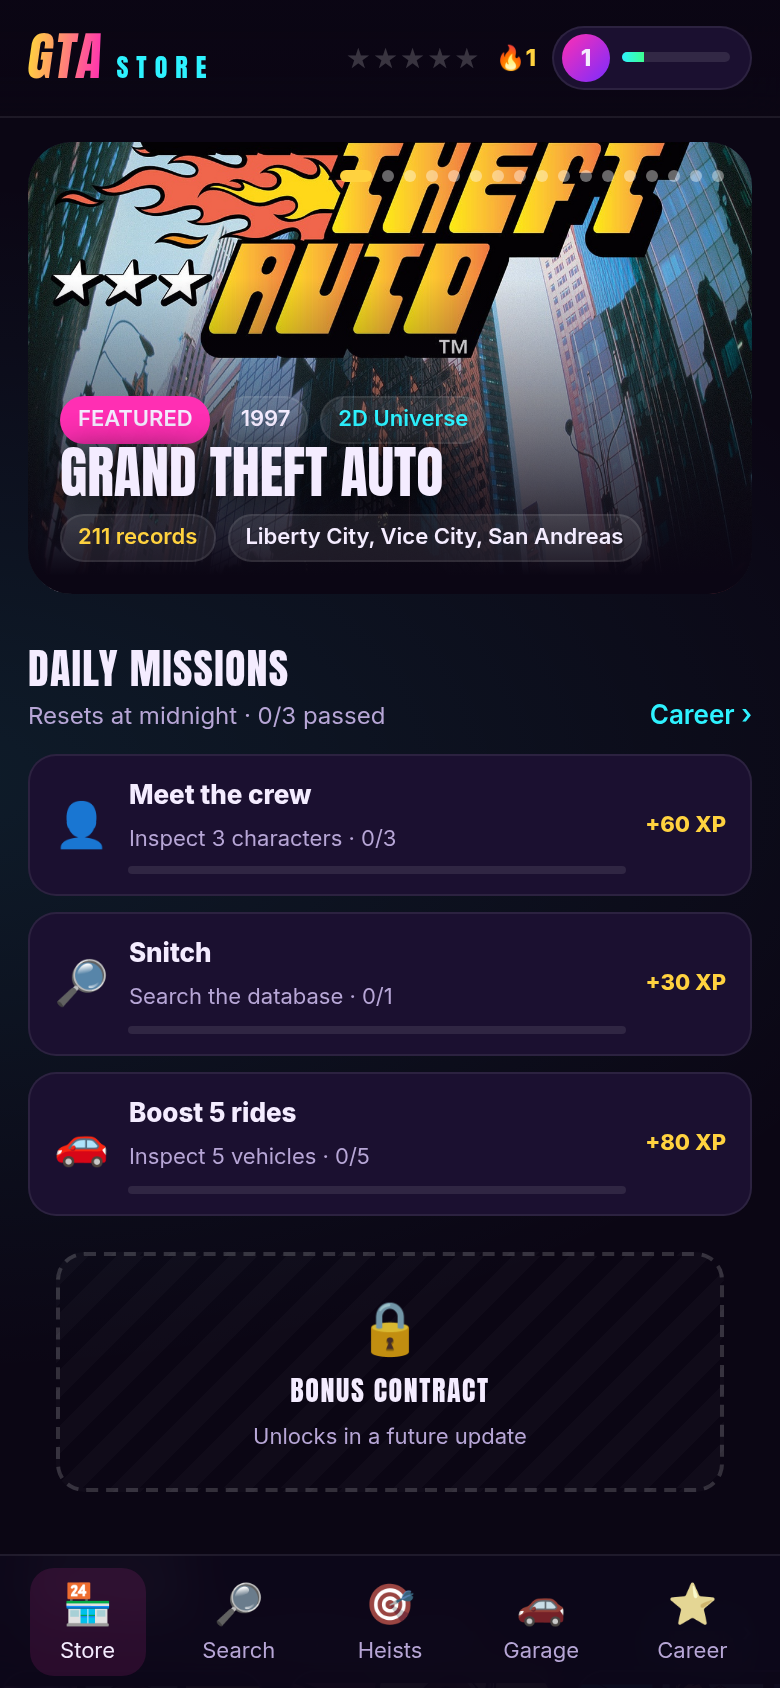 GTA STORE
★★★★★ 🔥1 1
THEFT
AUTO
TM
FEATURED 1997 2D Universe
GRAND THEFT AUTO
211 records Liberty City, Vice City, San Andreas
DAILY MISSIONS
Resets at midnight · 0/3 passed
Career ›
Meet the crew
Inspect 3 characters · 0/3
+60 XP
Snitch
Search the database · 0/1
+30 XP
Boost 5 rides
Inspect 5 vehicles · 0/5
+80 XP
BONUS CONTRACT
Unlocks in a future update
24
Store Search Heists Garage Career